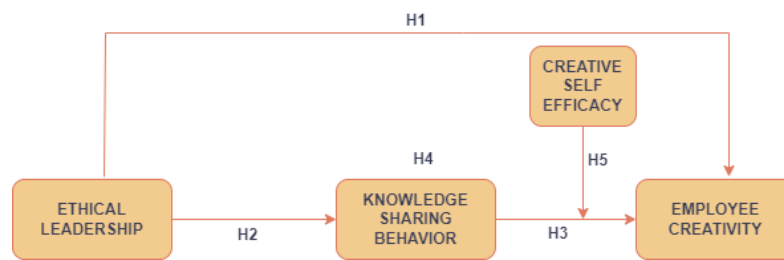 H1
CREATIVE
SELF
EFFICACY
H4
H5
ETHICAL
LEADERSHIP
H2
KNOWLEDGE
SHARING
BEHAVIOR
H3
EMPLOYEE
CREATIVITY